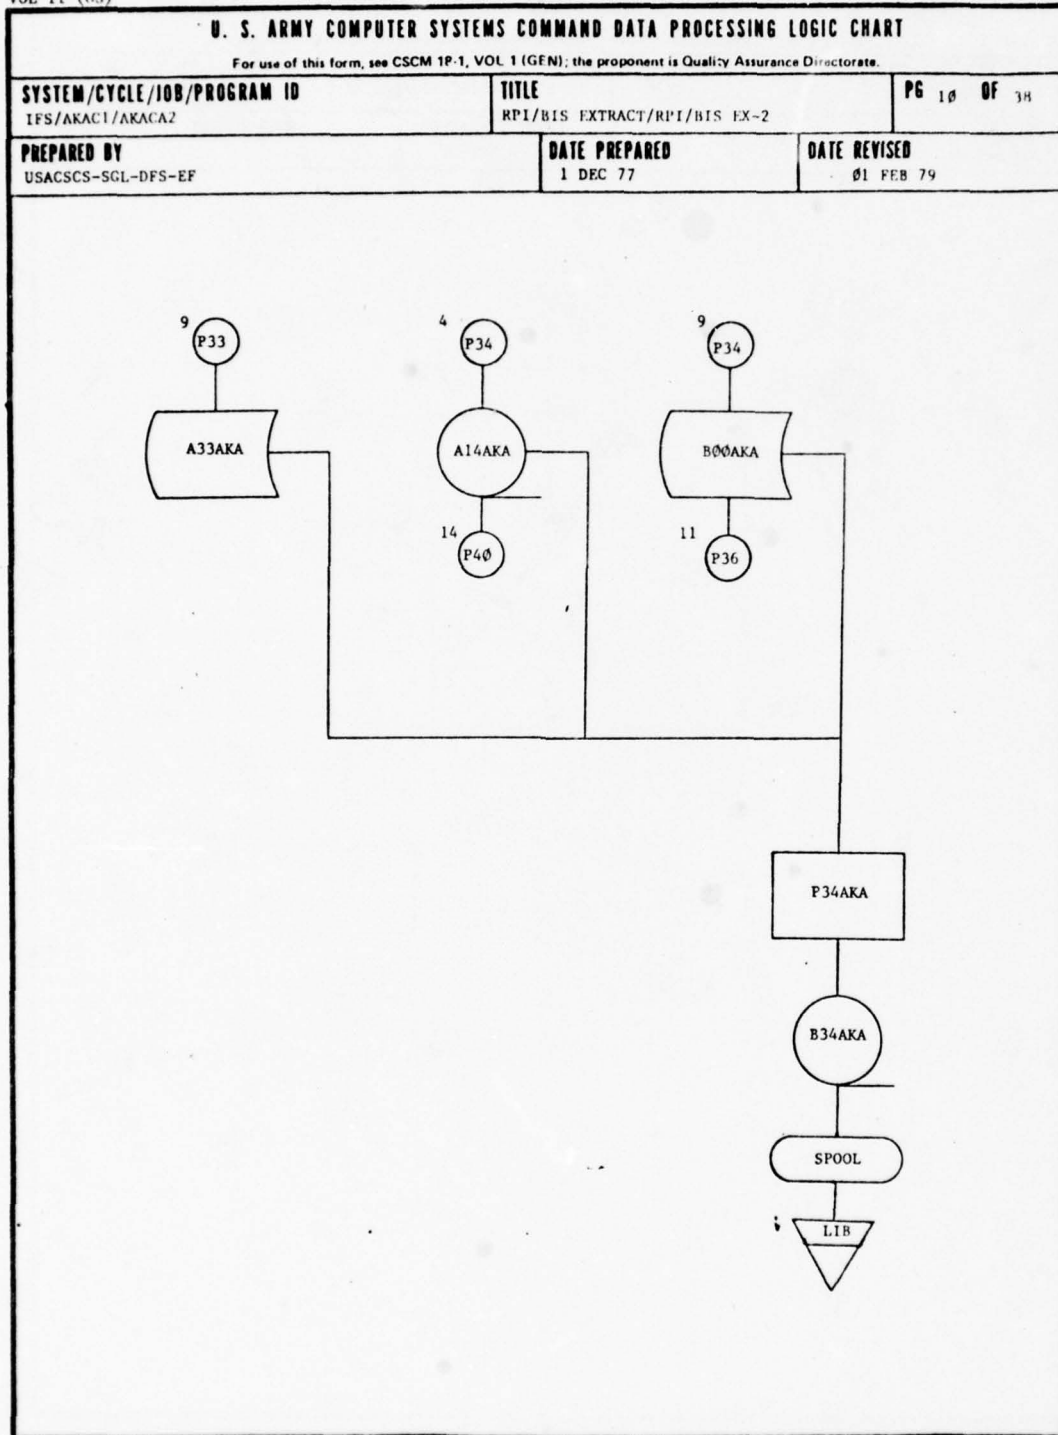 U. S. ARMY COMPUTER SYSTEMS COMMAND DATA PROCESSING LOGIC CHART
For use of this form, see CSCM 18-1, VOL 1 (GEN); the proponent is Quality Assurance Directorate.
SYSTEM/CYCLE/JOB/PROGRAM ID
IFS/AKAC1/AKACA2
TITLE
RPI/BIS EXTRACT/RPI/BIS EX-2
PG 1Ø OF 38
PREPARED BY
USACSCS-SGL-DFS-EF
DATE PREPARED
1 DEC 77
DATE REVISED
Ø1 FEB 79
9
P33
4
P34
9
P34
A33AKA
A14AKA
BØØAKA
14
P4Ø
11
P36
P34AKA
B34AKA
SPOOL
LIB